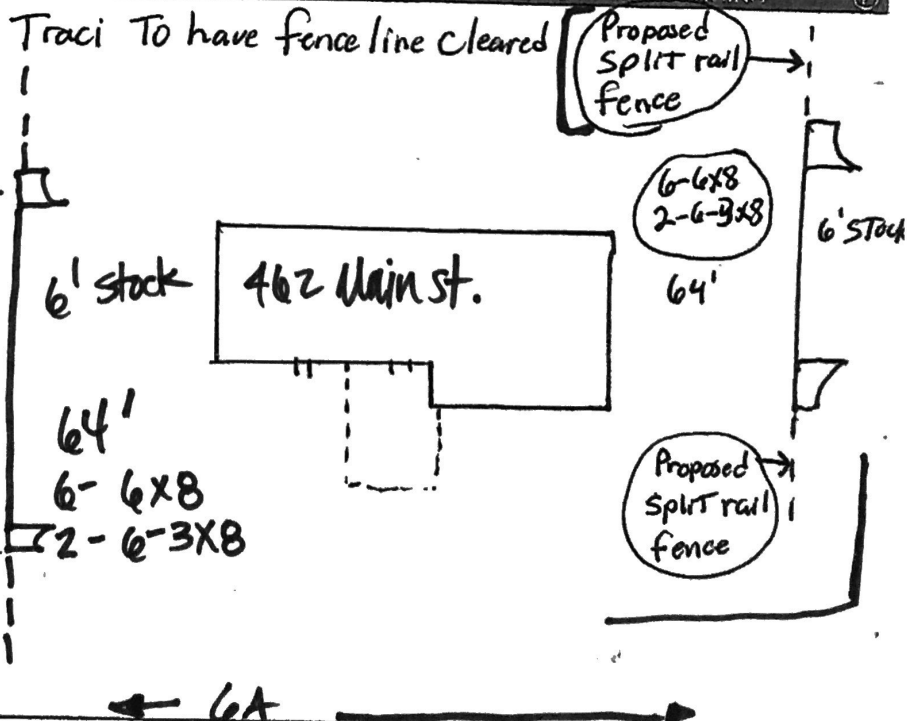 Traci To have fence line cleared
Proposed
split rail
fence
6-6x8
2-6-3x8
6' stock
64'
6' stock
462 Main st.
64'
6- 6x8
2- 6-3x8
Proposed
split rail
fence
6A